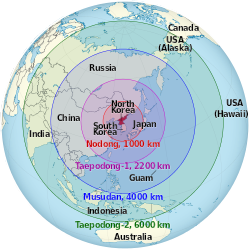 Canada
USA
(Alaska)
Russia
USA
(Hawaii)
North
Korea
China
South
Korea
Japan
India
Nodong, 1000 km
Taepodong-1, 2200 km
Guam
Musudan, 4000 km
Indonesia
Taepodong-2, 6000 km
Australia